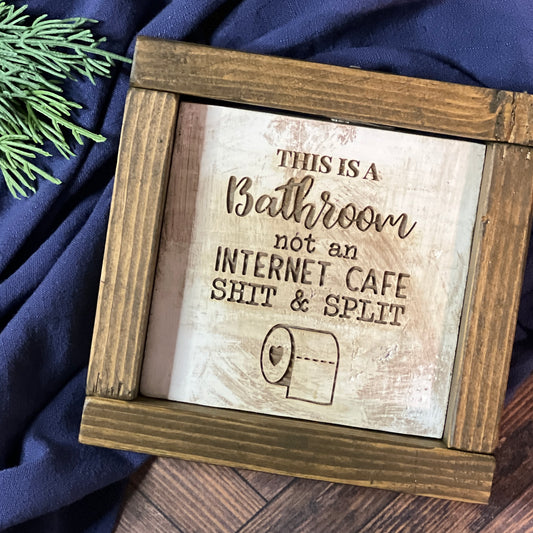 THIS IS A
Bathroom
not an
INTERNET CAFE
SHIT & SPLIT